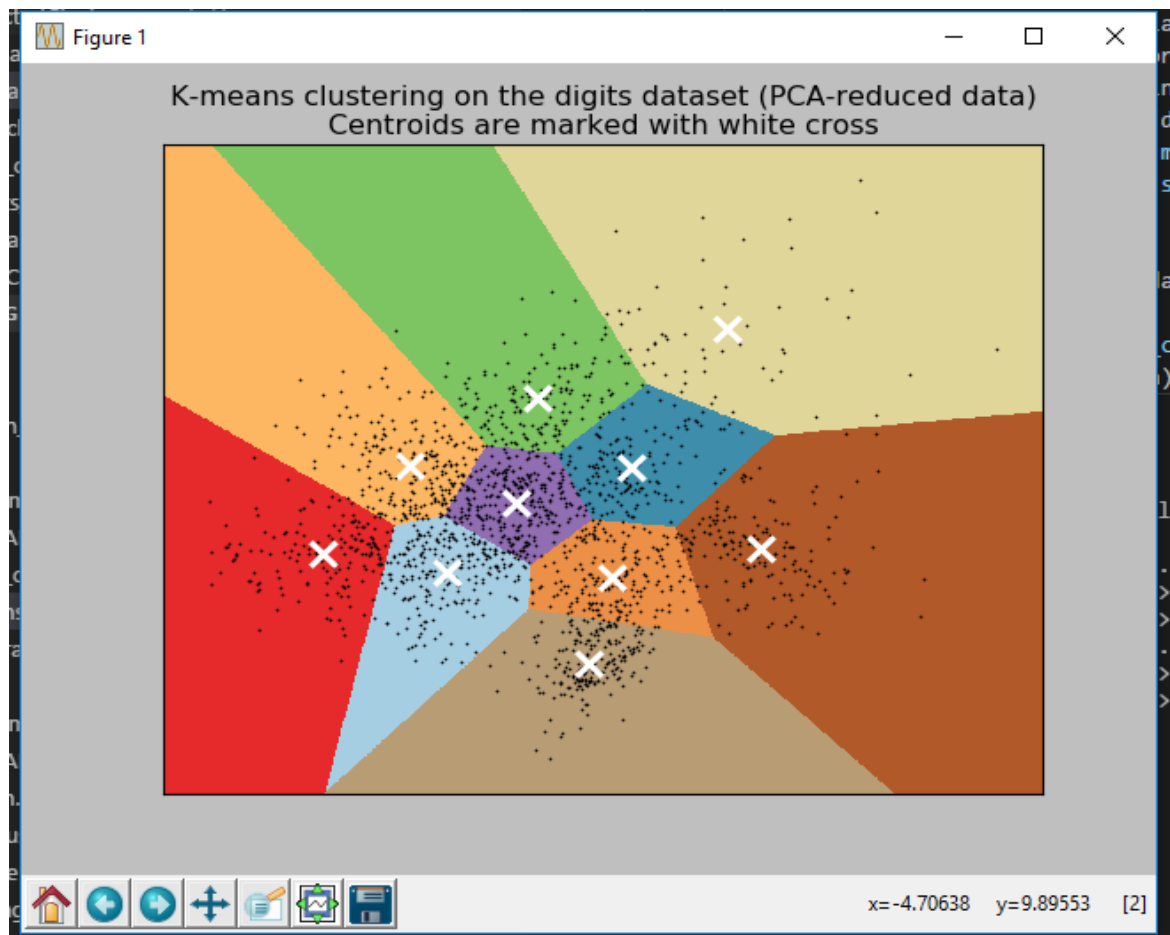 Figure 1
K-means clustering on the digits dataset (PCA-reduced data)
Centroids are marked with white cross
x=-4.70638 y=9.89553 [2]